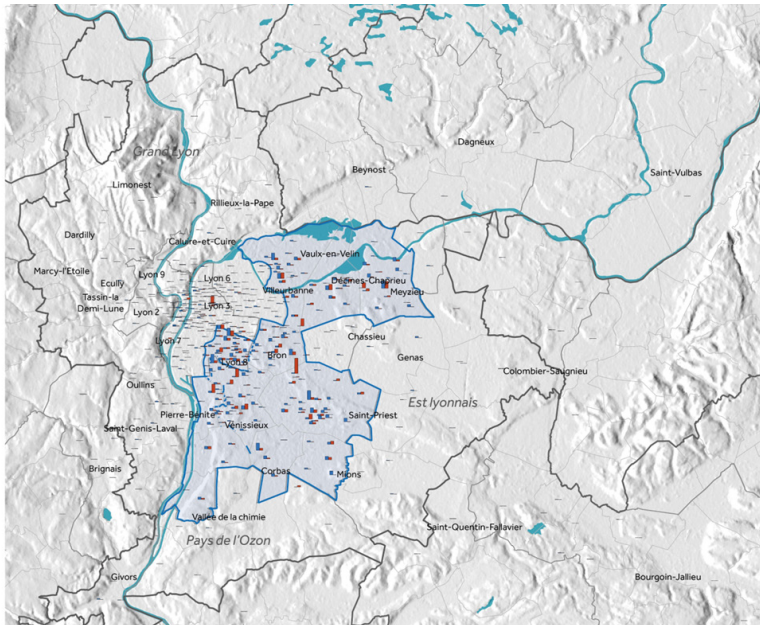 Dagneux
Grand Lyon
Beynost
Saint-Vulbas
Limonest
Rillieux-la-Pape
Dardilly
Caluire-et-Cuire
Vaulx-en-Velin
Marcy-l'Etoile
Lyon 9
Lyon 6
Ecully
Décines-Charpieu
Villeurbanne
Meyzieu
Tassin-la
Demi-Lune
Lyon 2
Lyon 3
Lyon 7
Chassieu
Bron
Genas
Lyon 8
Colombier-Saugnieu
Oullins
Est lyonnais
Pierre-Bénite
Saint-Priest
Saint-Genis-Laval
Vénissieux
Brignais
Corbas
Mions
Vallée de la chimie
Saint-Quentin-Fallavier
Pays de l'Ozon
Givors
Bourgoin-Jallieu